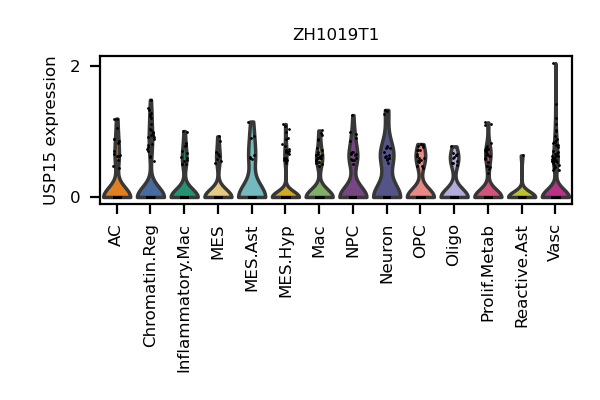 ZH1019T1
USP15 expression
2
0
AC
Chromatin.Reg
Inflammatory.Mac
MES
MES.Ast
MES.Hyp
Mac
NPC
Neuron
OPC
Oligo
Prolif.Metab
Reactive.Ast
Vasc